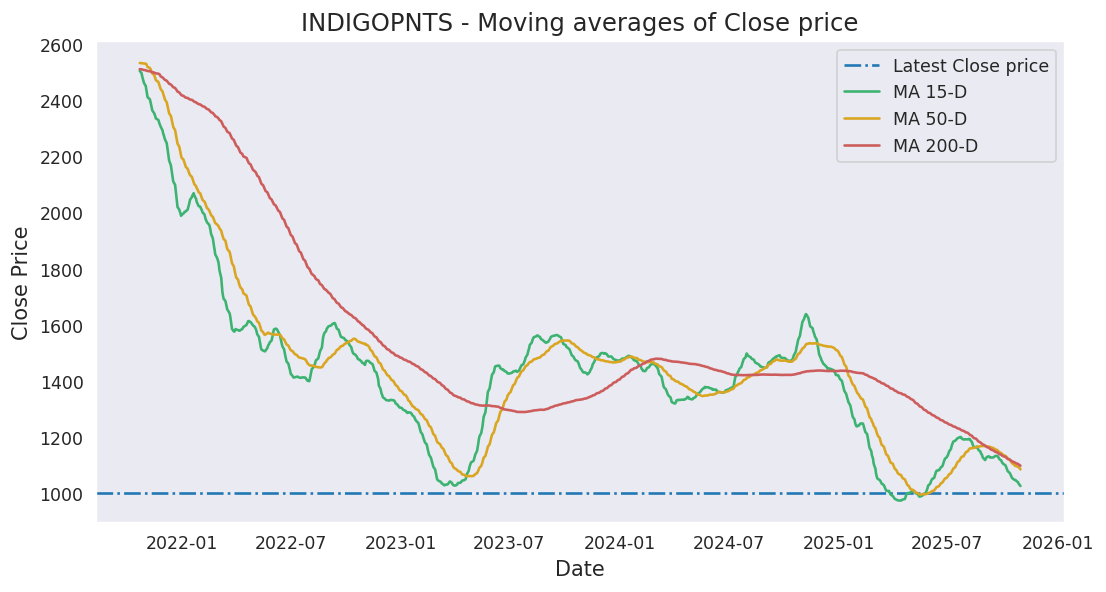 INDIGOPNTS - Moving averages of Close price
Latest Close price
MA 15-D
MA 50-D
MA 200-D
Close Price
2600
2400
2200
2000
1800
1600
1400
1200
1000
2022-01 2022-07 2023-01 2023-07 2024-01 2024-07 2025-01 2025-07 2026-01
Date